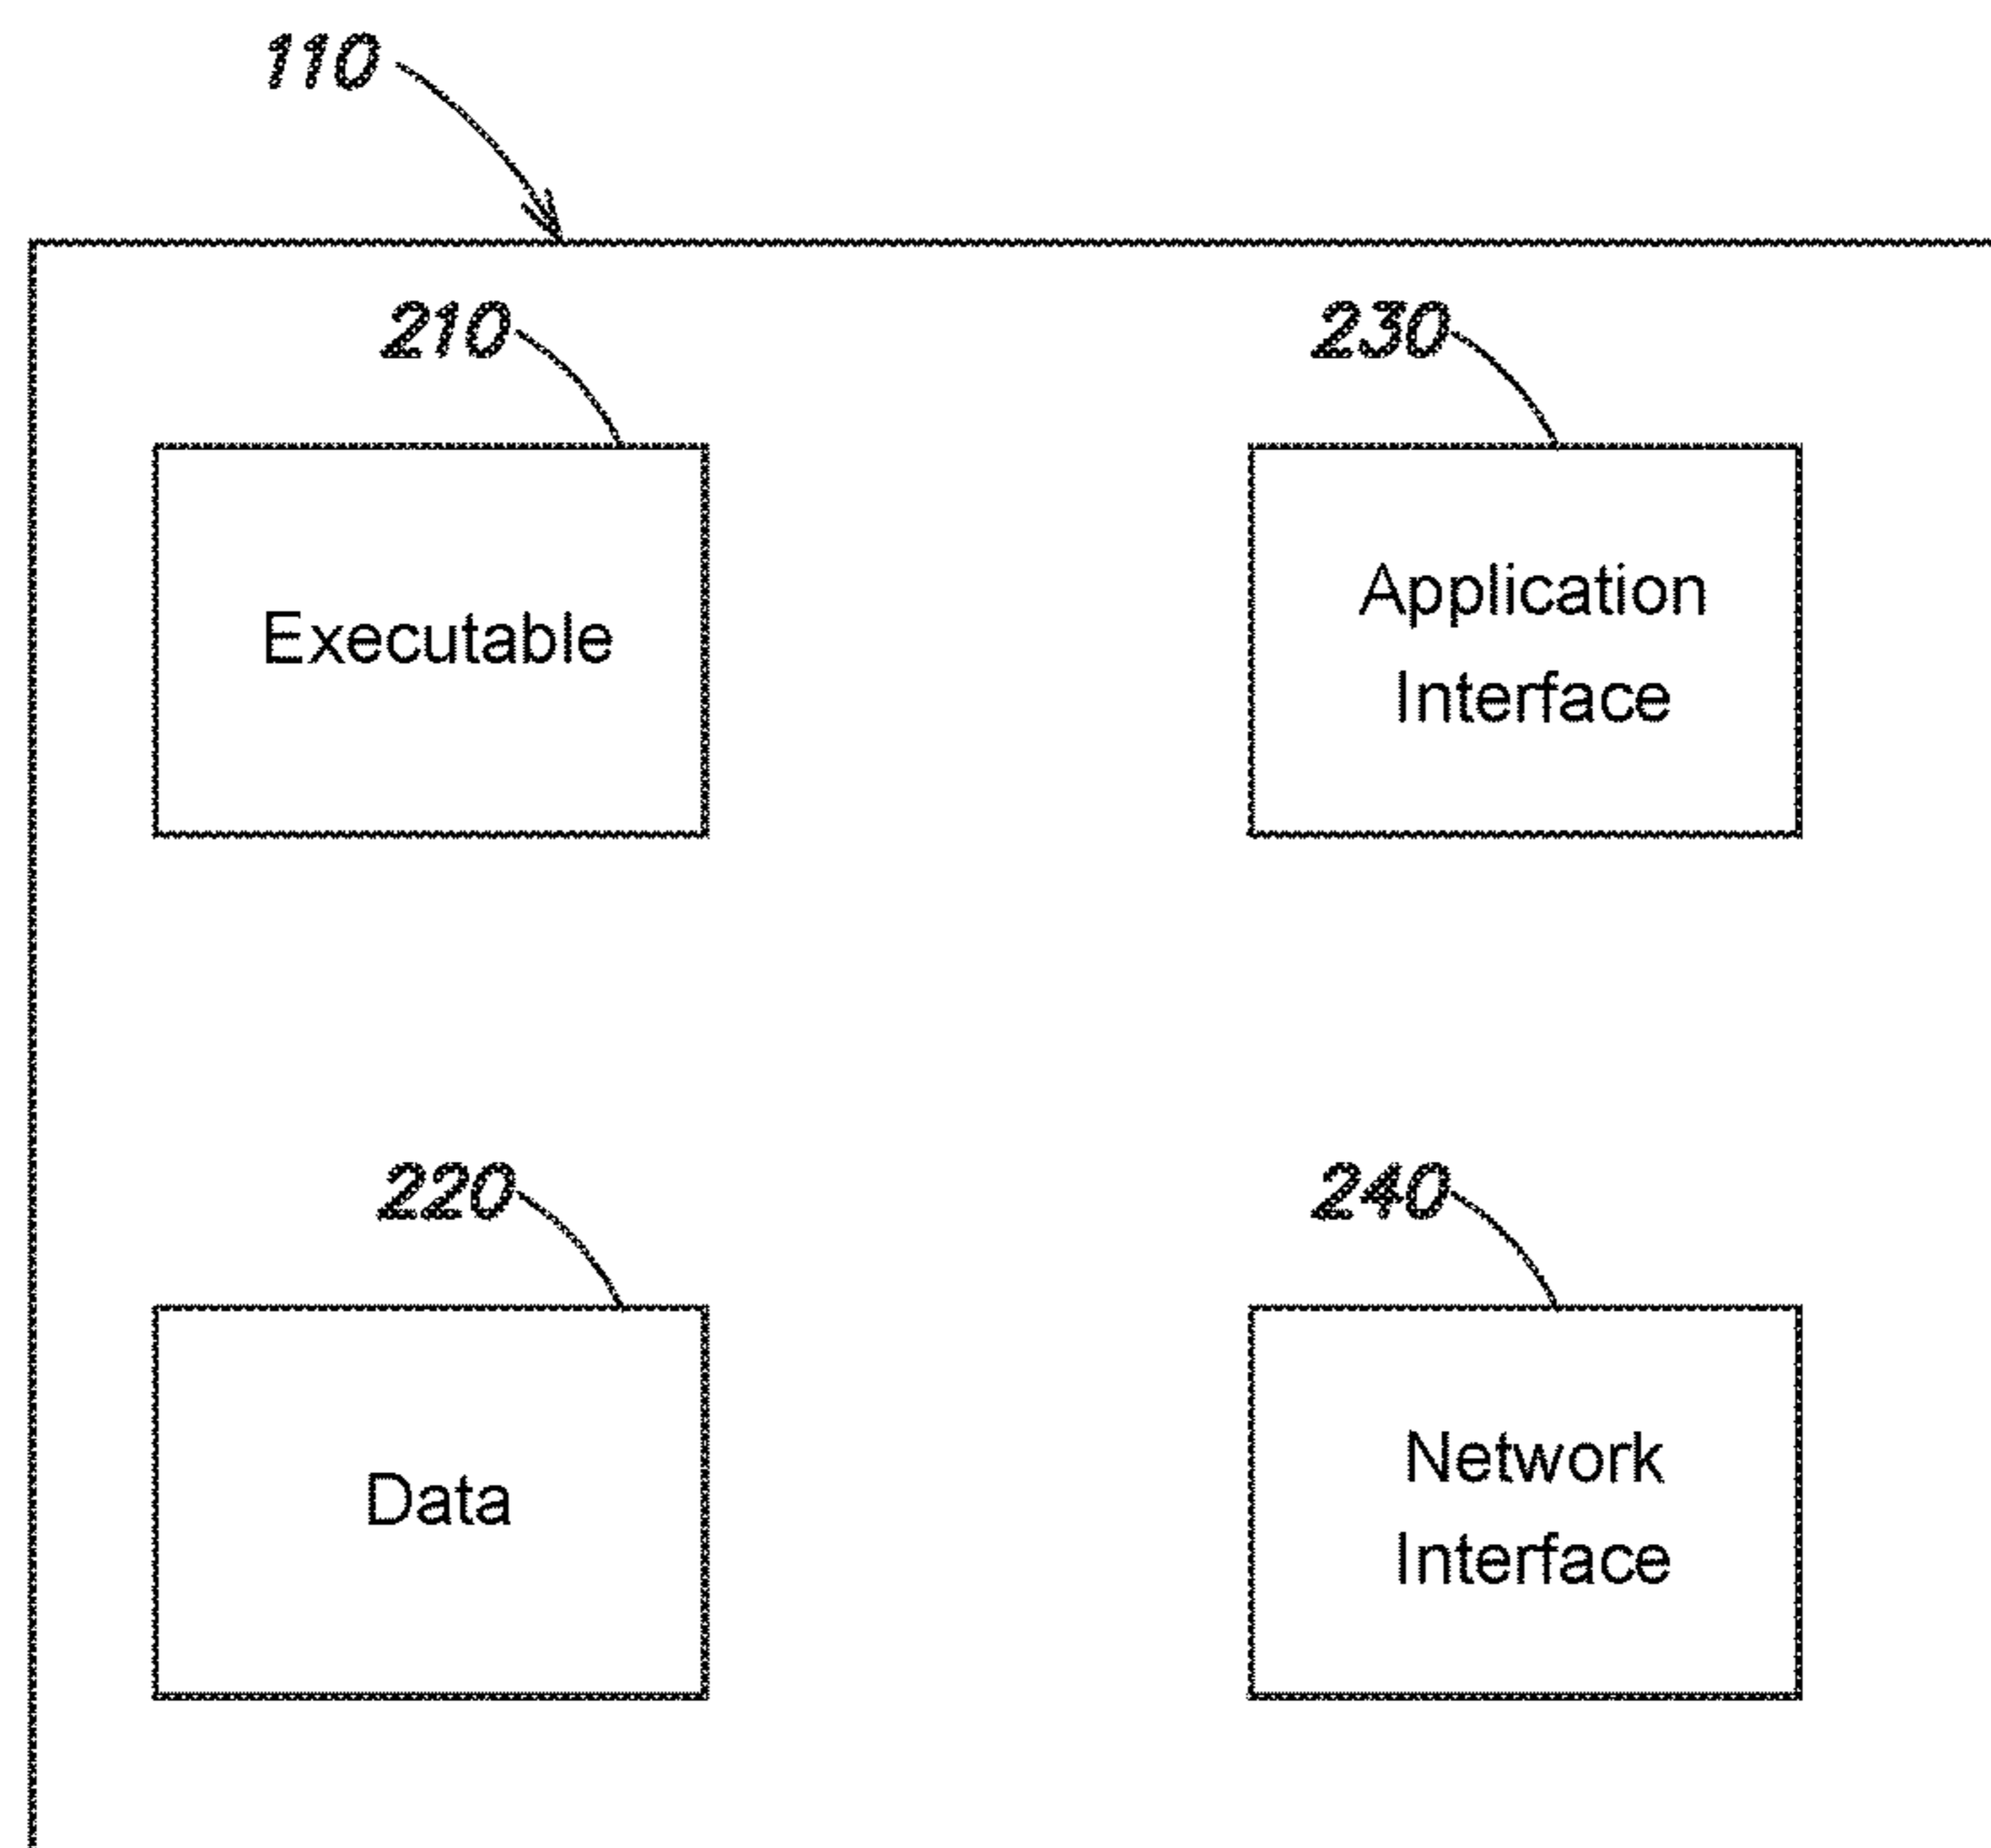 110
210
230
Executable
Application
Interface
220
240
Data
Network
Interface